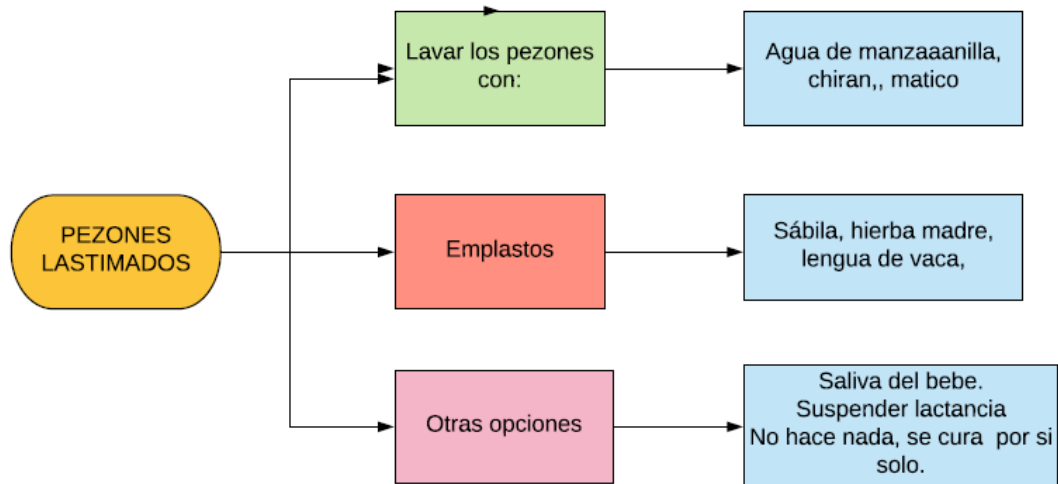 Lavar los pezones
con:
Agua de manzaaanilla,
chiran,, matico
PEZONES
LASTIMADOS
Emplastos
Sábila, hierba madre,
lengua de vaca,
Otras opciones
Saliva del bebe.
Suspender lactancia
No hace nada, se cura  por si
solo.